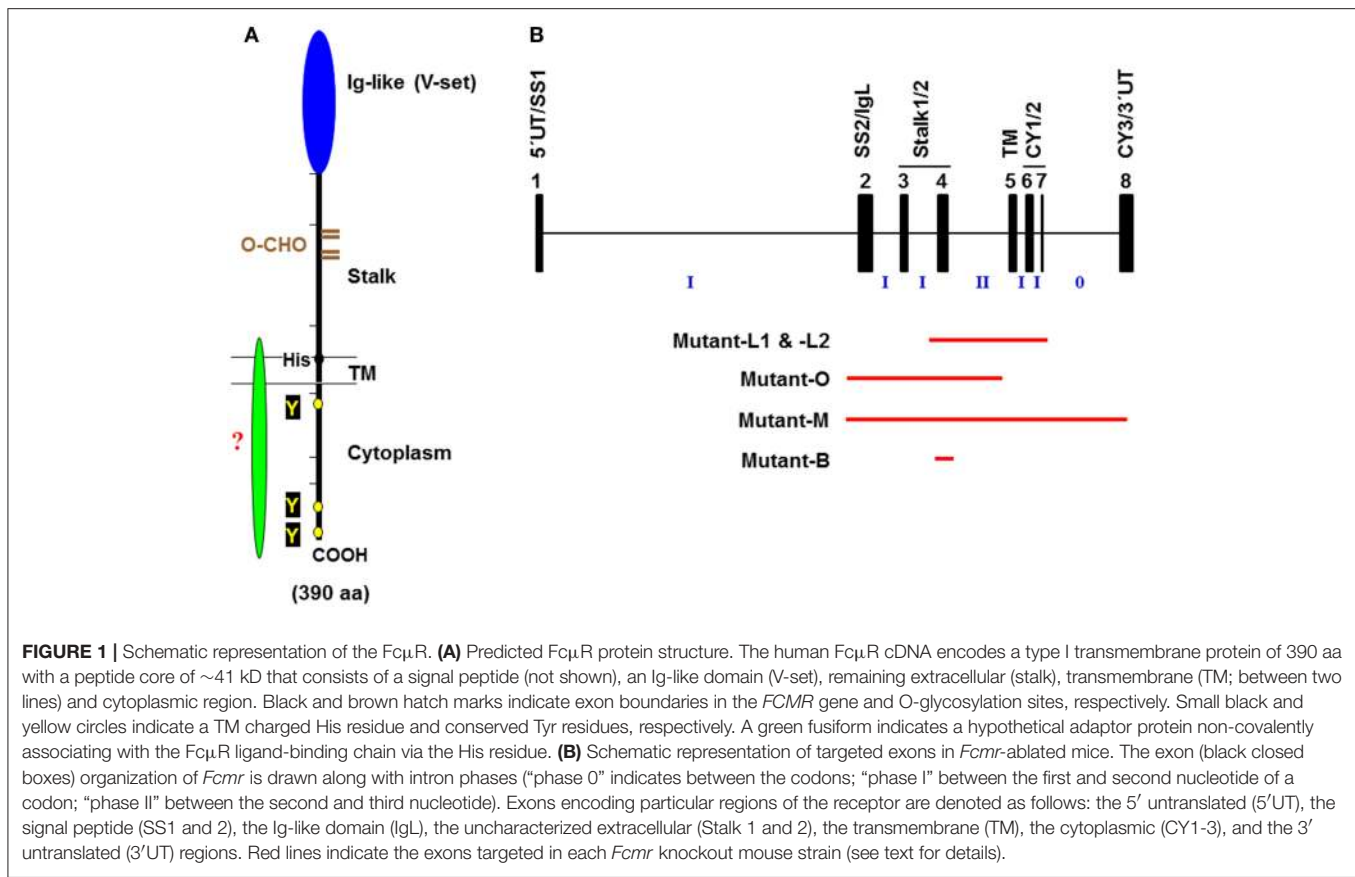 A
Ig-like (V-set)
O-CHO
Stalk
His
TM
Y
?
Cytoplasm
Y
Y
COOH
(390 aa)
B
5´UT/SS1
SS2/IgL
Stalk1/2
TM
CY1/2
CY3/3´UT
1 2 3 4 5 6 7 8
I I I II I I 0
Mutant-L1 & -L2
Mutant-O
Mutant-M
Mutant-B
FIGURE 1 | Schematic representation of the FcμR. (A) Predicted FcμR protein structure. The human FcμR cDNA encodes a type I transmembrane protein of 390 aa
with a peptide core of ~41 kD that consists of a signal peptide (not shown), an Ig-like domain (V-set), remaining extracellular (stalk), transmembrane (TM; between two
lines) and cytoplasmic region. Black and brown hatch marks indicate exon boundaries in the FCMR gene and O-glycosylation sites, respectively. Small black and
yellow circles indicate a TM charged His residue and conserved Tyr residues, respectively. A green fusiform indicates a hypothetical adaptor protein non-covalently
associating with the FcμR ligand-binding chain via the His residue. (B) Schematic representation of targeted exons in Fcmr-ablated mice. The exon (black closed
boxes) organization of Fcmr is drawn along with intron phases (“phase 0” indicates between the codons; “phase I” between the first and second nucleotide of a
codon; “phase II” between the second and third nucleotide). Exons encoding particular regions of the receptor are denoted as follows: the 5′ untranslated (5′UT), the
signal peptide (SS1 and 2), the Ig-like domain (IgL), the uncharacterized extracellular (Stalk 1 and 2), the transmembrane (TM), the cytoplasmic (CY1-3), and the 3′
untranslated (3′UT) regions. Red lines indicate the exons targeted in each Fcmr knockout mouse strain (see text for details).